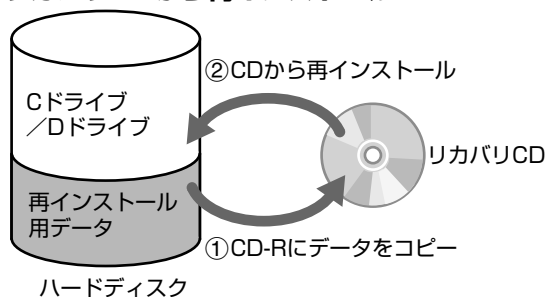 ②CDから再インストール
Cドライブ
／Dドライブ
リカバリCD
再インストール
用データ
①CD-Rにデータをコピー
ハードディスク